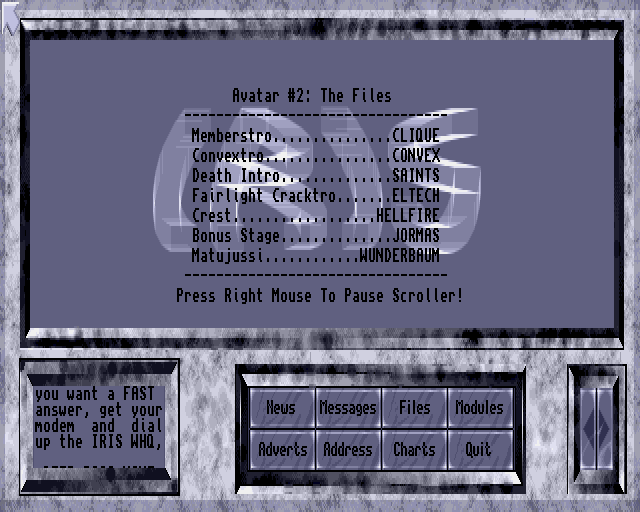 Avatar #2: The Files
---------------------------------
Memberstro...............CLIQUE
Convextro................CONVEX
Death Intro..............SAINTS
Fairlight Cracktro.......ELTECH
Crest..................HELLFIRE
Bonus Stage..............JORMAS
Matujussi............WUNDERBAUM
---------------------------------
Press Right Mouse To Pause Scroller!
you want a FAST
answer, get your
modem and dial
up the IRIS WHQ,
News Messages Files Modules
Adverts Address Charts Quit